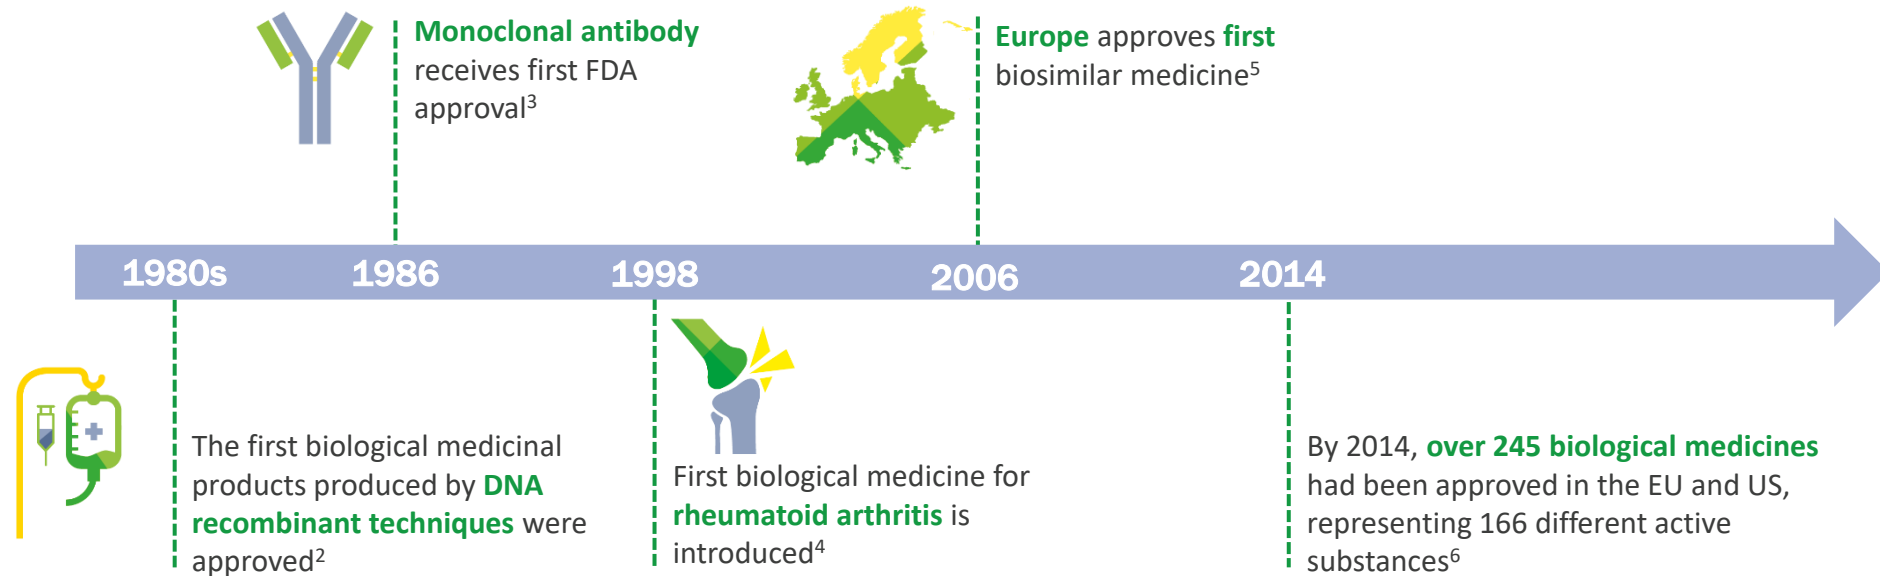 Monoclonal antibody
receives first FDA
approval3
Europe approves first
biosimilar medicine5
1980s
1986
1998
2006
2014
The first biological medicinal
products produced by DNA
recombinant techniques were
approved2
First biological medicine for
rheumatoid arthritis is
introduced4
By 2014, over 245 biological medicines
had been approved in the EU and US,
representing 166 different active
substances6